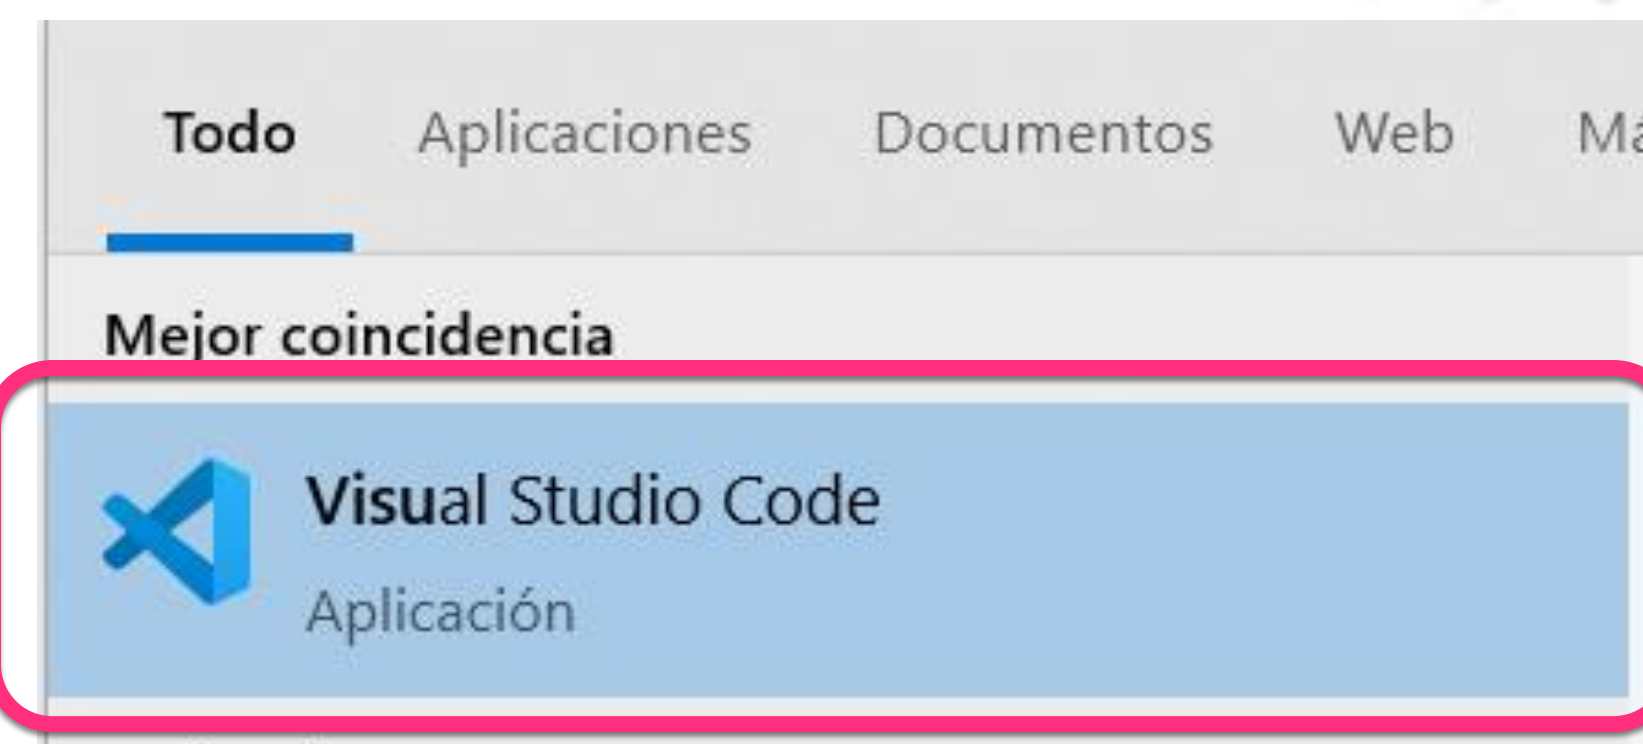 Todo Aplicaciones Documentos Web
Mejor coincidencia
Visual Studio Code
Aplicación